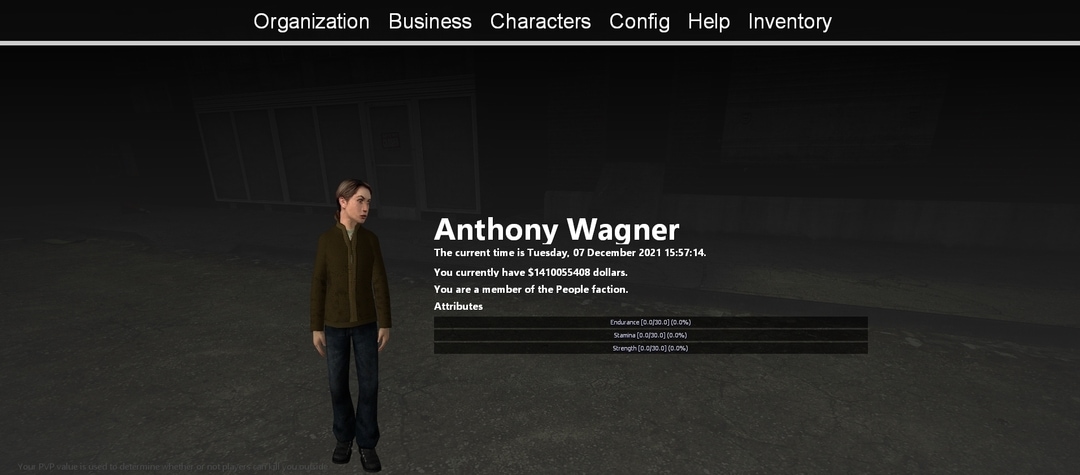 Organization Business Characters Config Help Inventory
Anthony Wagner
The current time is Tuesday, 07 December 2021 15:57:14.
You currently have $1410055408 dollars.
You are a member of the People faction.
Attributes
Endurance [0.0/30.0] (0.0%)
Stamina [0.0/30.0] (0.0%)
Strength [0.0/30.0] (0.0%)
Your PVP value is used to determine whether or not players can kill you